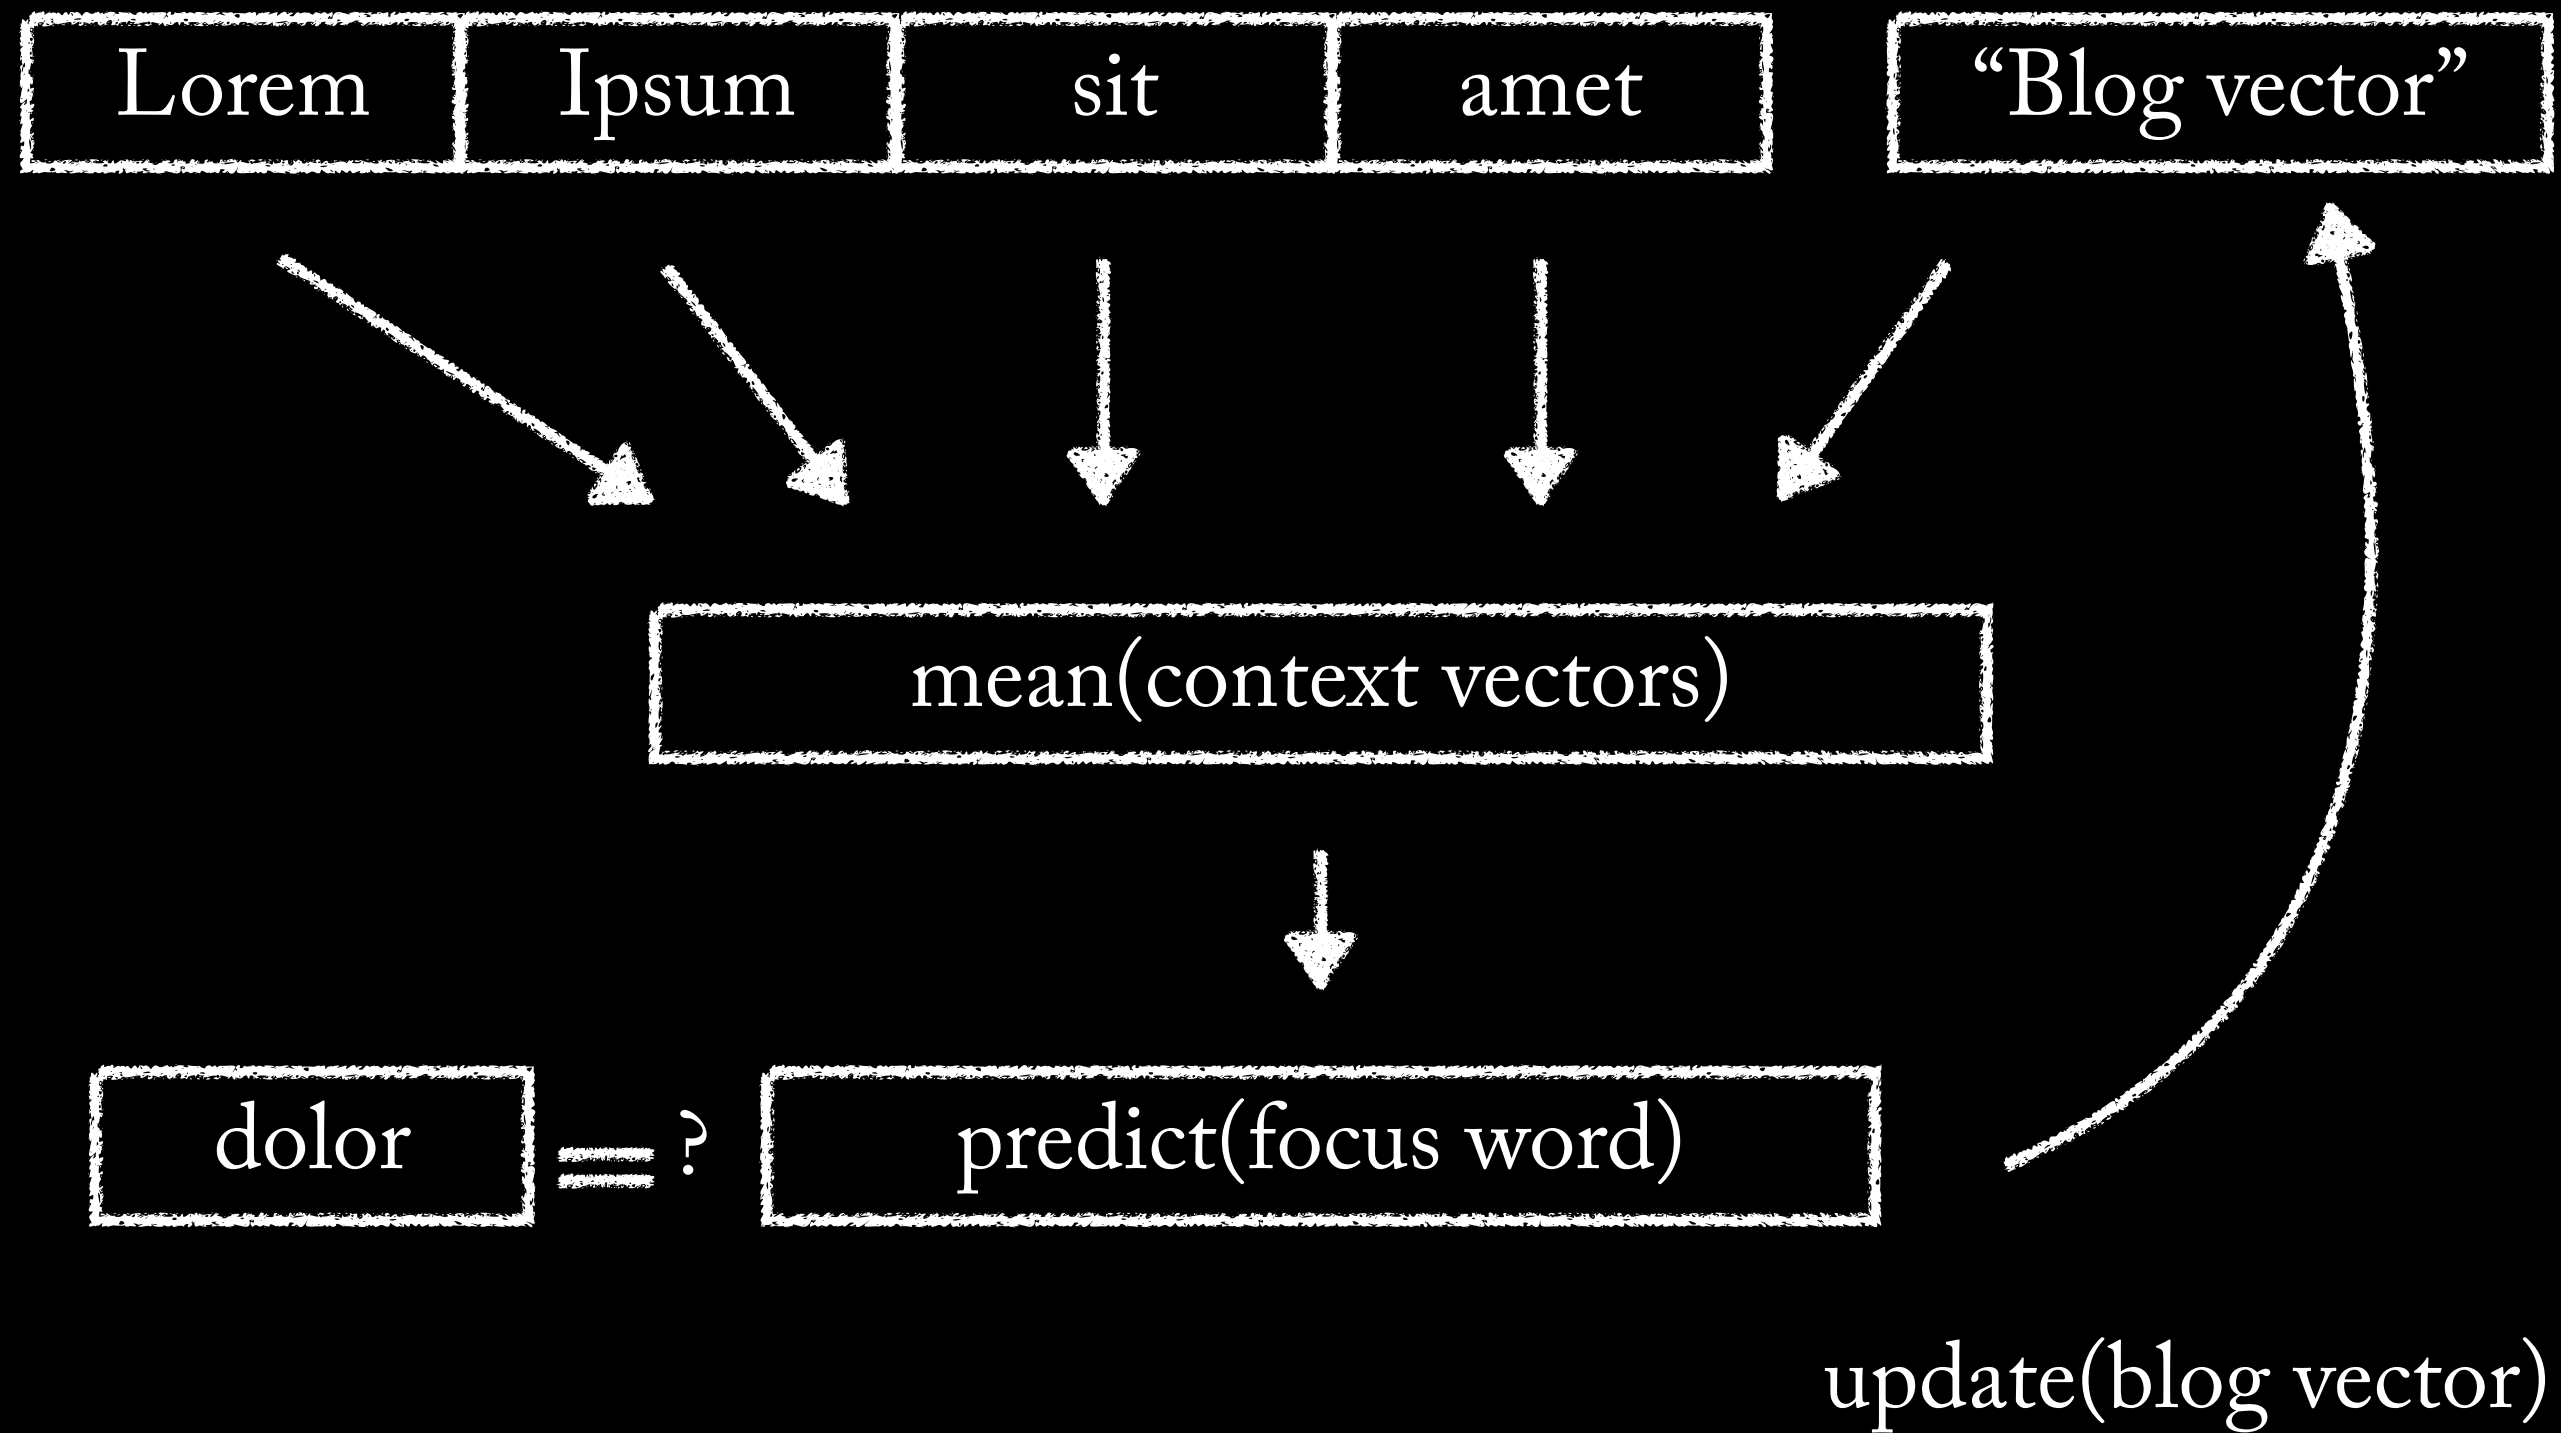 Lorem Ipsum sit amet “Blog vector”
mean(context vectors)
dolor = ? predict(focus word)
update(blog vector)